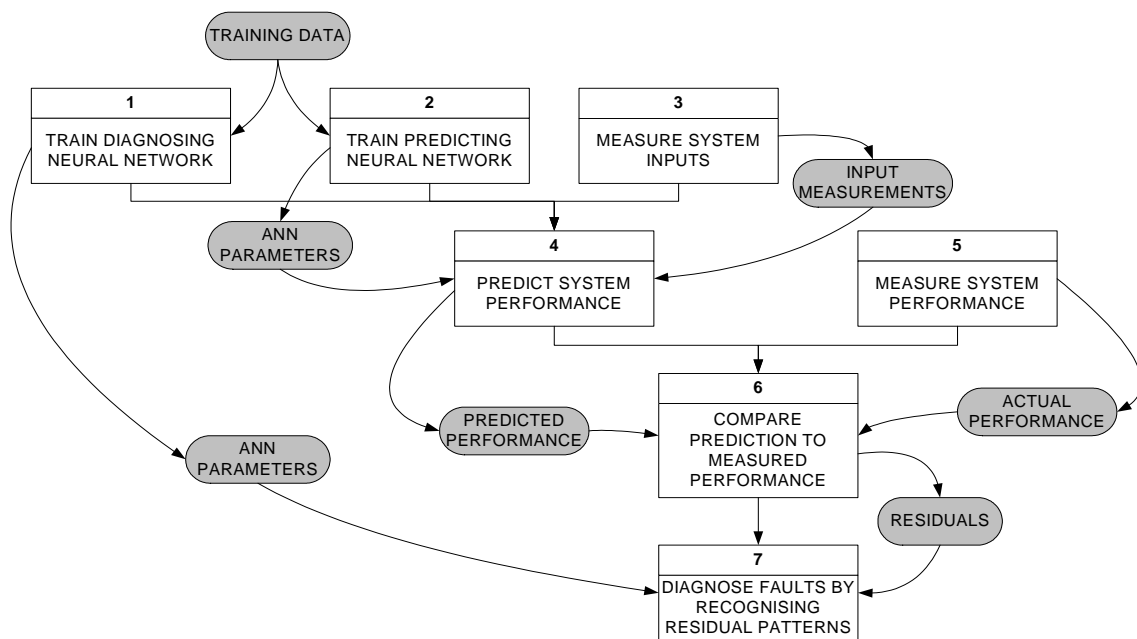 TRAINING DATA
1
TRAIN DIAGNOSING
NEURAL NETWORK
2
TRAIN PREDICTING
NEURAL NETWORK
3
MEASURE SYSTEM
INPUTS
INPUT
MEASUREMENTS
ANN
PARAMETERS
4
PREDICT SYSTEM
PERFORMANCE
5
MEASURE SYSTEM
PERFORMANCE
6
COMPARE
PREDICTION TO
MEASURED
PERFORMANCE
PREDICTED
PERFORMANCE
ACTUAL
PERFORMANCE
ANN
PARAMETERS
RESIDUALS
7
DIAGNOSE FAULTS BY
RECOGNISING
RESIDUAL PATTERNS